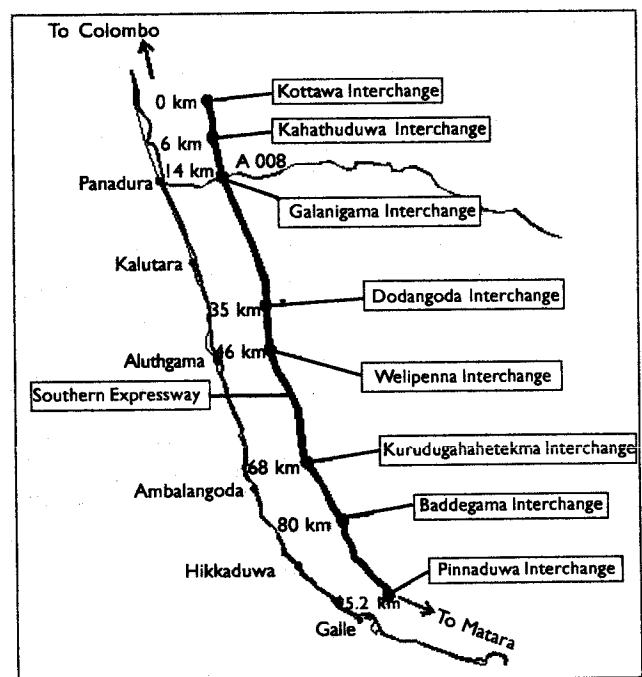 To Colombo
0 km
Kottawa Interchange
6 km
Kahathuduwa Interchange
14 km
A 008
Panadura
Galanigama Interchange
Kalutara
35 km
Dodangoda Interchange
Aluthgama
46 km
Welipenna Interchange
Southern Expressway
Kurudugahahetekma Interchange
68 km
Ambalangoda
80 km
Baddegama Interchange
Hikkaduwa
Pinnaduwa Interchange
km
Galle
To Matara